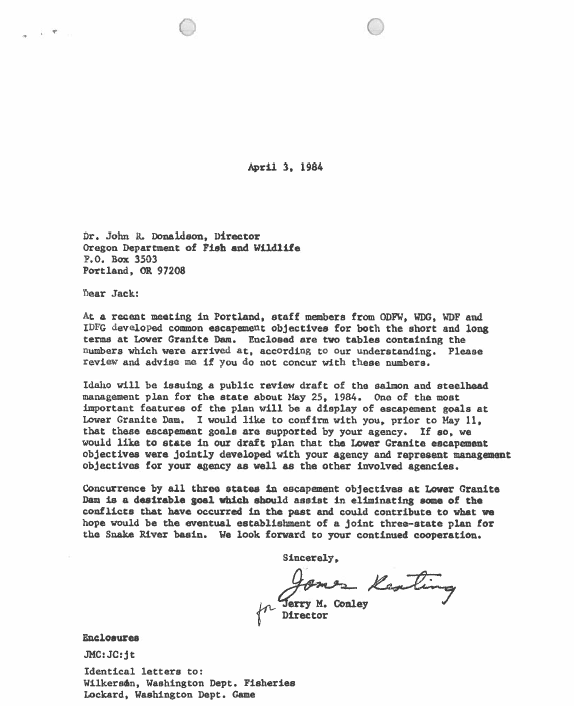 April 3, 1984
Dr. John R. Donaldson, Director
Oregon Department of Fish and Wildlife
P.O. Box 3503
Portland, OR 97208
Dear Jack:
At a recent meeting in Portland, staff members from ODFW, WDG, WDF and
IDFG developed common escapement objectives for both the short and long
terms at Lower Granite Dam.  Enclosed are two tables containing the
numbers which were arrived at, according to our understanding.  Please
review and advise me if you do not concur with these numbers.
Idaho will be issuing a public review draft of the salmon and steelhead
management plan for the state about May 25, 1984.  One of the most
important features of the plan will be a display of escapement goals at
Lower Granite Dam.  I would like to confirm with you, prior to May 11,
that these escapement goals are supported by your agency.  If so, we
would like to state in our draft plan that the Lower Granite escapement
objectives were jointly developed with your agency and represent management
objectives for your agency as well as the other involved agencies.
Concurrence by all three states in escapement objectives at Lower Granite
Dam is a desirable goal which should assist in eliminating some of the
conflicts that have occurred in the past and could contribute to what we
hope would be the eventual establishment of a joint three-state plan for
the Snake River basin.  We look forward to your continued cooperation.
Sincerely,
for Jerry M. Conley
Director
Enclosures
JMC:JC:jt
Identical letters to:
Wilkerson, Washington Dept. Fisheries
Lockard, Washington Dept. Game